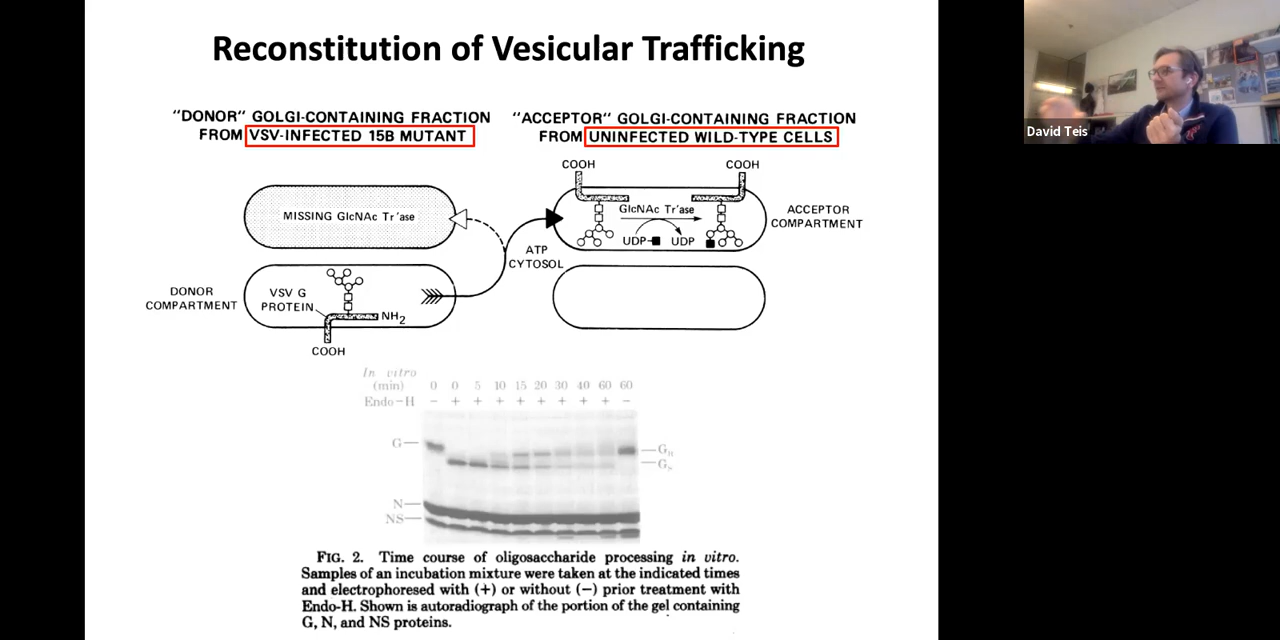 Reconstitution of Vesicular Trafficking
David Teis
"DONOR" GOLGI-CONTAINING FRACTION
FROM VSV-INFECTED 15B MUTANT
"ACCEPTOR" GOLGI-CONTAINING FRACTION
FROM UNINFECTED WILD-TYPE CELLS
COOH
COOH
MISSING GlcNAc Tr'ase
GlcNAc Tr'ase
UDP-■ UDP
ACCEPTOR
COMPARTMENT
ATP
CYTOSOL
DONOR
COMPARTMENT
VSV G
PROTEIN
NH2
COOH
In vitro
(min) 0 0 5 10 15 20 30 40 60 60
Endo-H − + + + + + + + + −
G
GR
GS
N
NS
FIG. 2. Time course of oligosaccharide processing in vitro.
Samples of an incubation mixture were taken at the indicated times
and electrophoresed with (+) or without (−) prior treatment with
Endo-H. Shown is autoradiograph of the portion of the gel containing
G, N, and NS proteins.